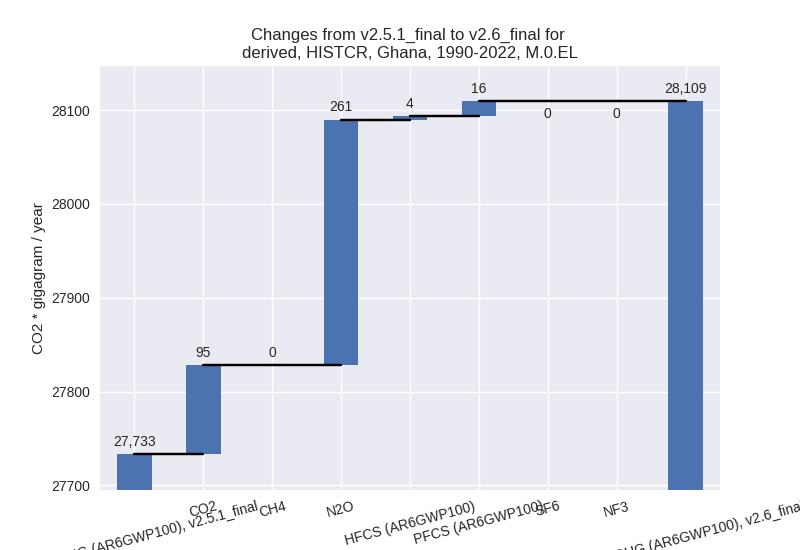 Changes from v2.5.1_final to v2.6_final for
derived, HISTCR, Ghana, 1990-2022, M.0.EL
CO2 * gigagram / year
28100
28000
27900
27800
27700
27,733
95
0
261
4
16
0
0
28,109
(AR6GWP100), v2.5.1_final
CO2
CH4
N2O
HFCS (AR6GWP100)
PFCS (AR6GWP100)
SF6
NF3
(AR6GWP100), v2.6_final